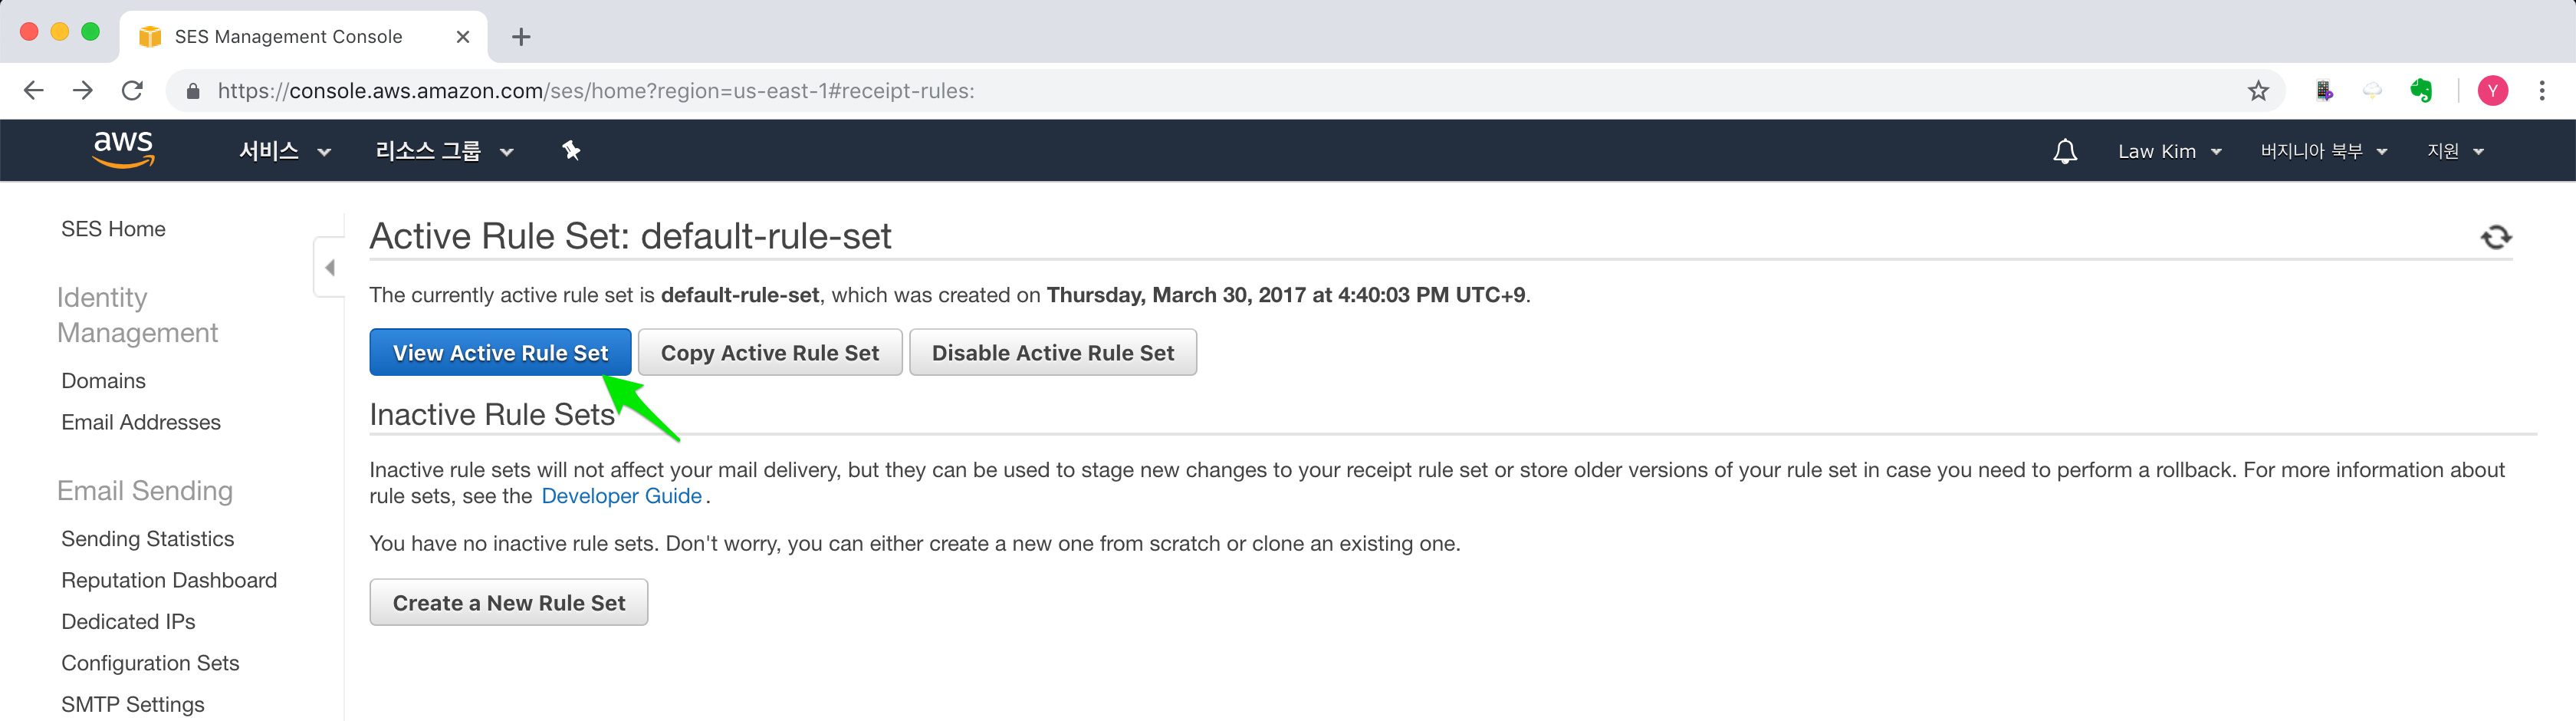 SES Management Console
https://console.aws.amazon.com/ses/home?region=us-east-1#receipt-rules:
Y
aws
서비스
리소스 그룹
Law Kim
버지니아 북부
지원
SES Home
Identity
Management
Domains
Email Addresses
Email Sending
Sending Statistics
Reputation Dashboard
Dedicated IPs
Configuration Sets
SMTP Settings
Active Rule Set: default-rule-set
The currently active rule set is default-rule-set, which was created on Thursday, March 30, 2017 at 4:40:03 PM UTC+9.
View Active Rule Set
Copy Active Rule Set
Disable Active Rule Set
Inactive Rule Sets
Inactive rule sets will not affect your mail delivery, but they can be used to stage new changes to your receipt rule set or store older versions of your rule set in case you need to perform a rollback. For more information about
rule sets, see the Developer Guide.
You have no inactive rule sets. Don't worry, you can either create a new one from scratch or clone an existing one.
Create a New Rule Set